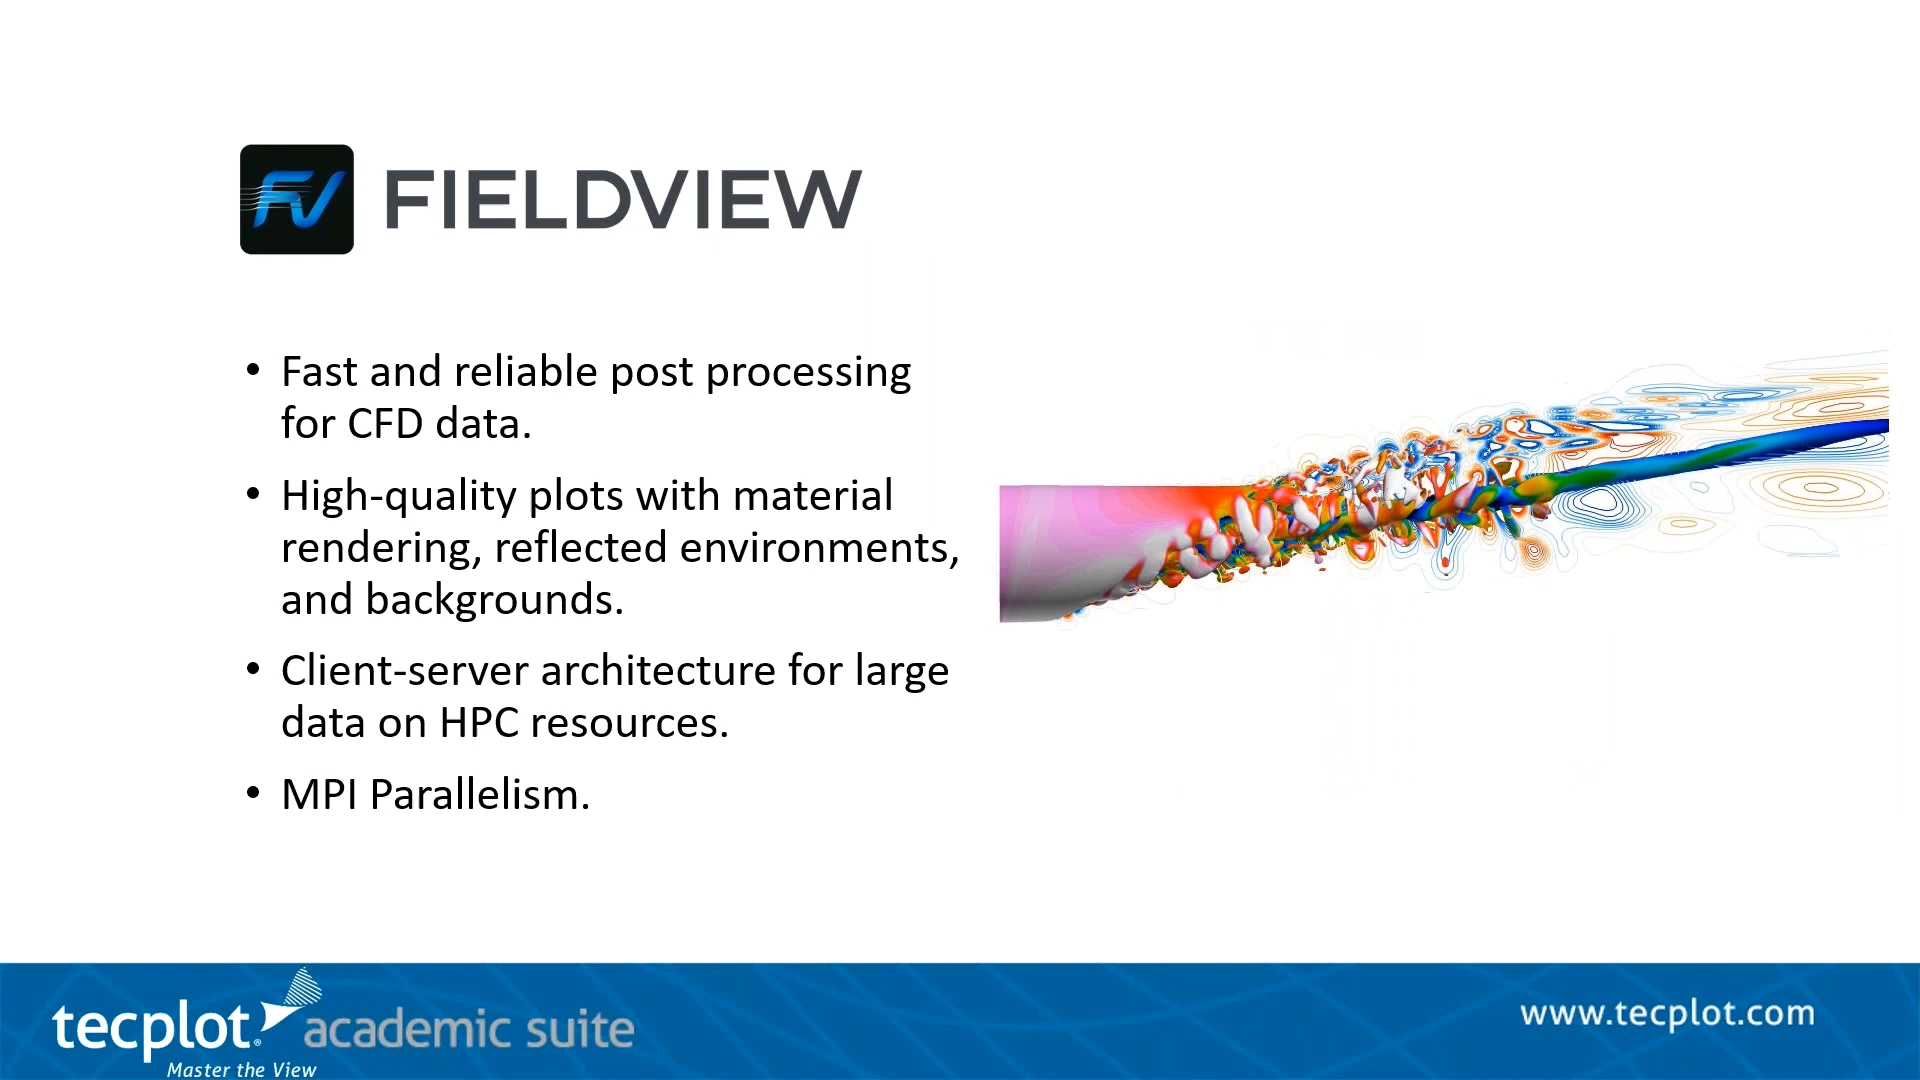 FV FIELDVIEW
• Fast and reliable post processing
for CFD data.
• High-quality plots with material
rendering, reflected environments,
and backgrounds.
• Client-server architecture for large
data on HPC resources.
• MPI Parallelism.
tecplot® academic suite
Master the View
www.tecplot.com